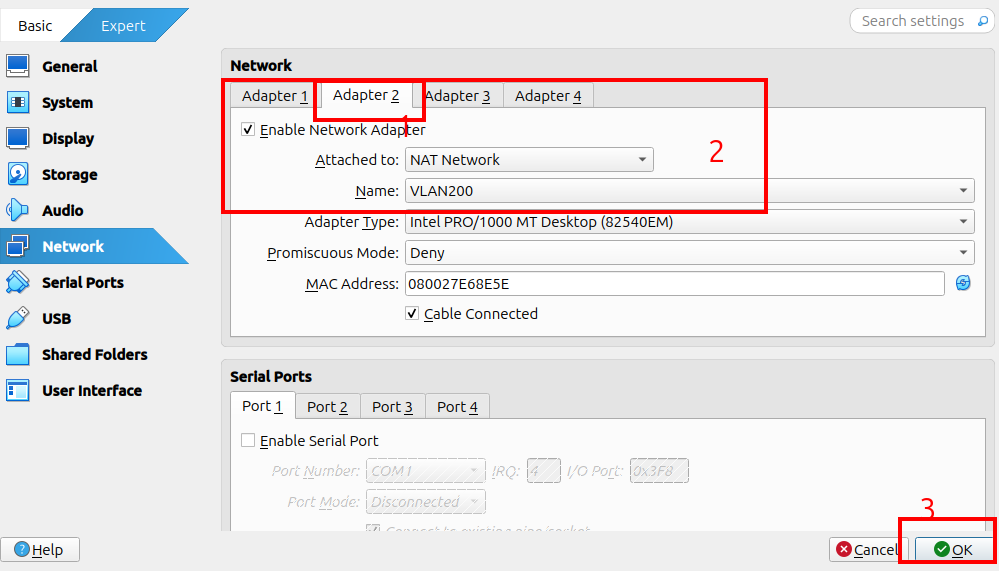 Basic Expert Search settings
General
System
Display
Storage
Audio
Network
Serial Ports
USB
Shared Folders
User Interface
Network
Adapter 1 Adapter 2 Adapter 3 Adapter 4
1
2
Enable Network Adapter
Attached to: NAT Network
Name: VLAN200
Adapter Type: Intel PRO/1000 MT Desktop (82540EM)
Promiscuous Mode: Deny
MAC Address: 080027E68E5E
Cable Connected
Serial Ports
Port 1 Port 2 Port 3 Port 4
Enable Serial Port
Port Number: COM1 IRQ: 4 I/O Port: 0x3F8
Port Mode: Disconnected
Connect to existing pipe/socket
3
Help Cancel OK